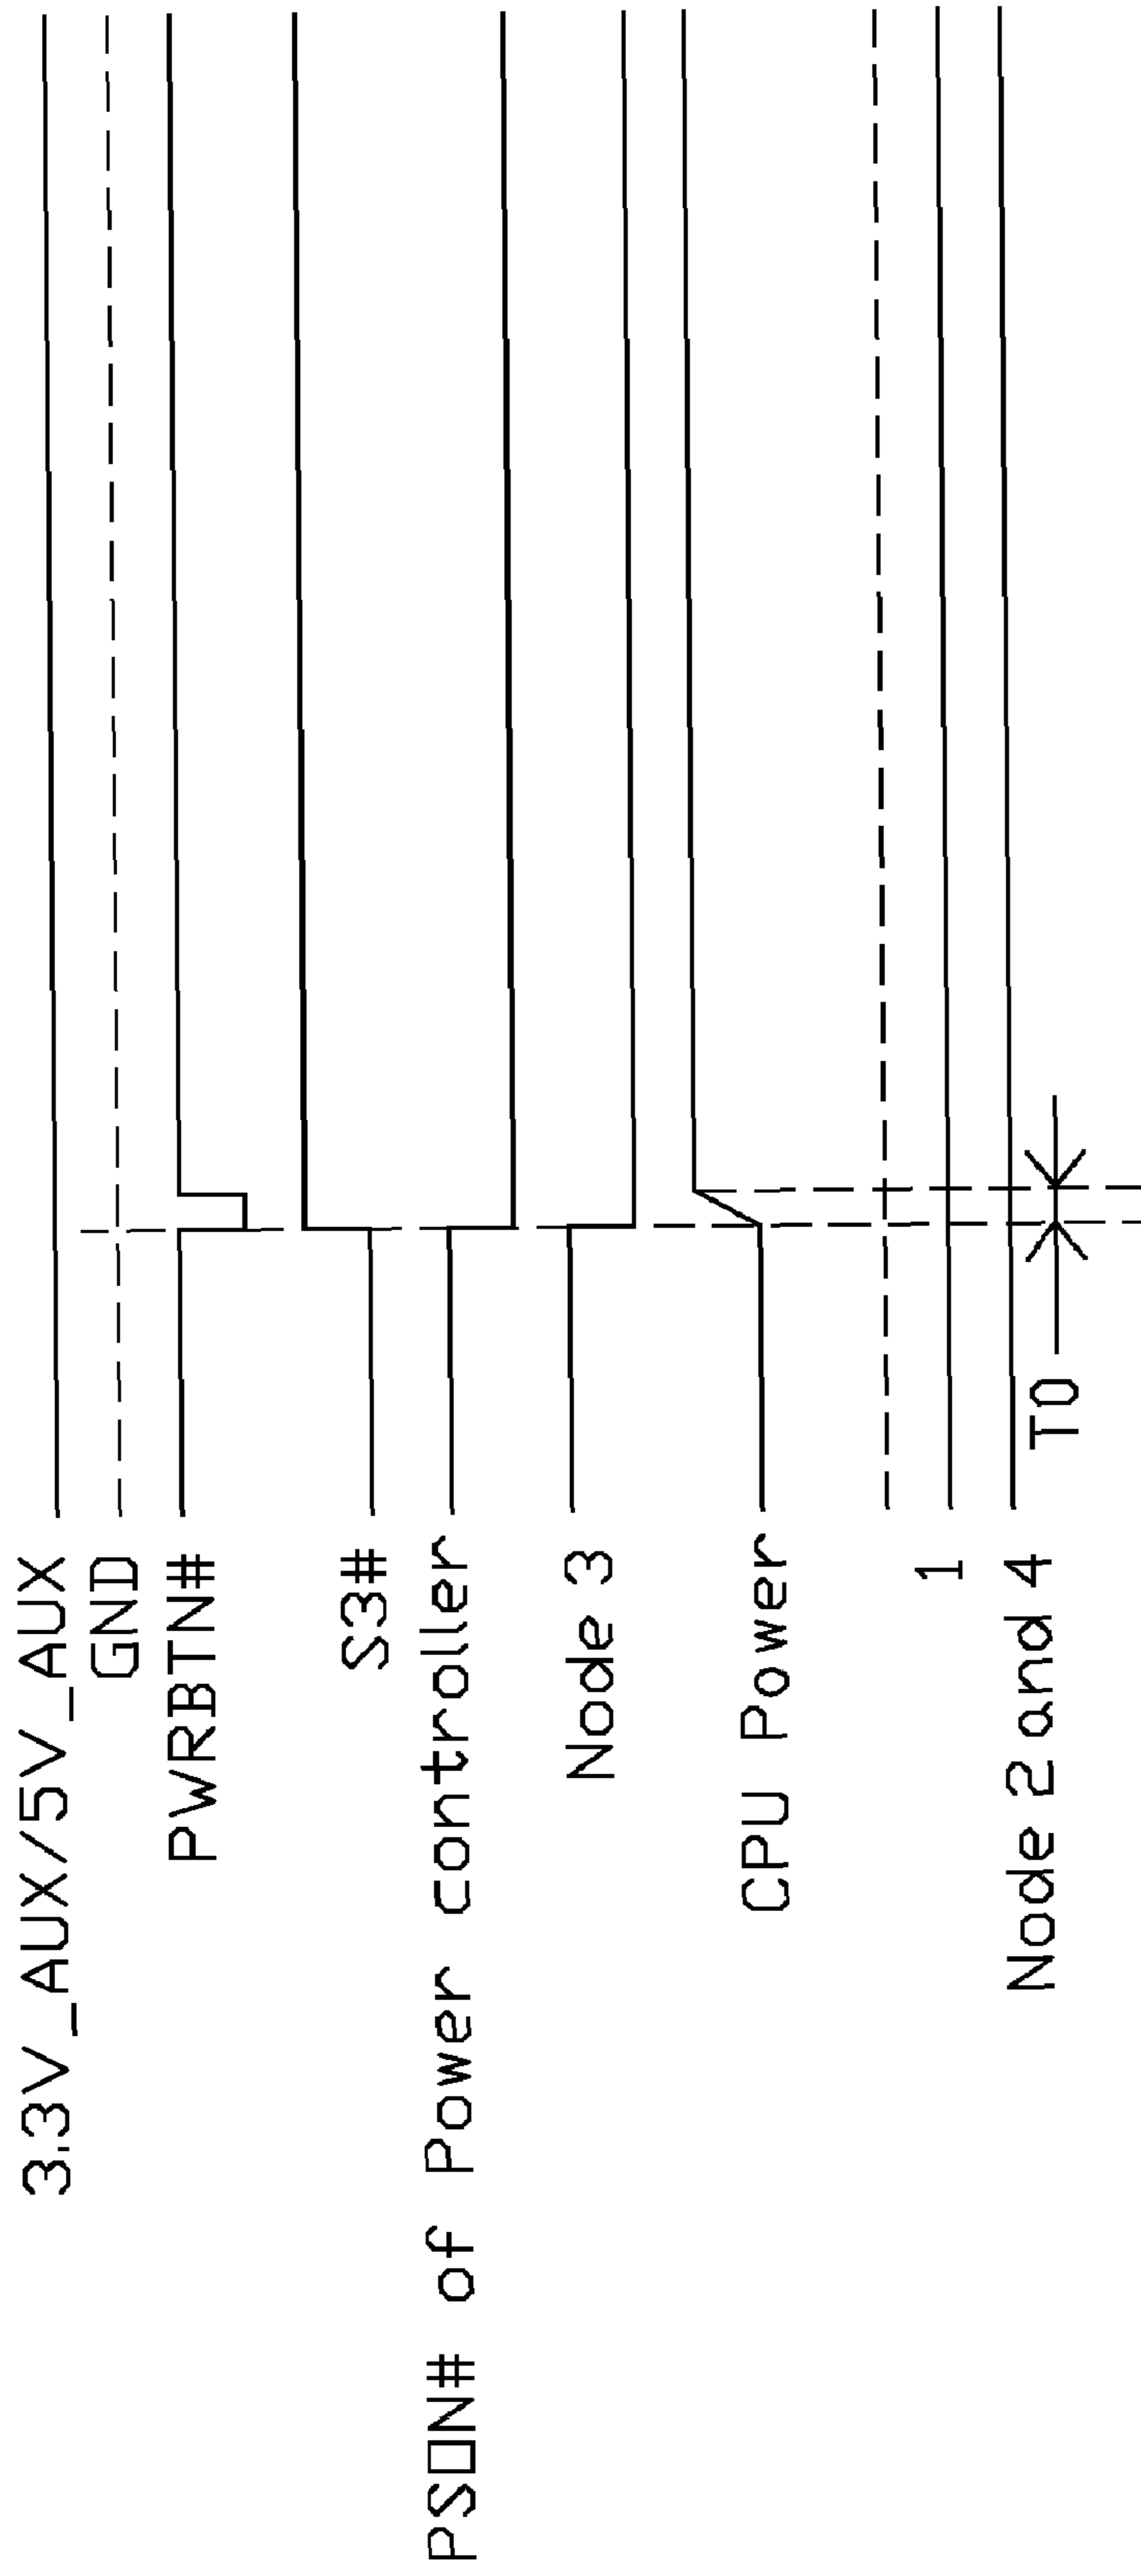 3.3V_AUX/5V_AUX
GND
PWRBTN#
S3#
PSON# of Power controller
Node 3
CPU Power
1
Node 2 and 4
T0